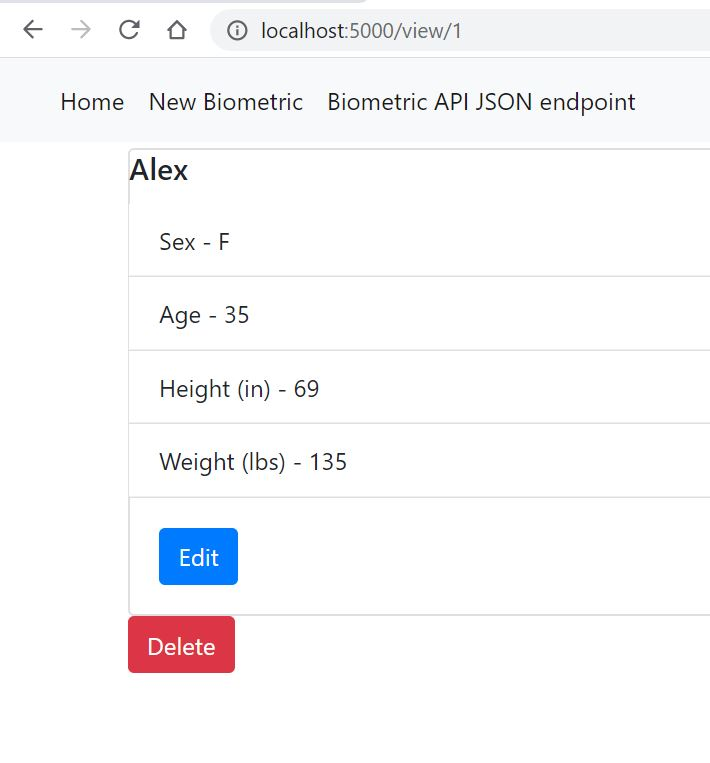 localhost:5000/view/1
Home New Biometric Biometric API JSON endpoint
Alex
Sex - F
Age - 35
Height (in) - 69
Weight (lbs) - 135
Edit
Delete